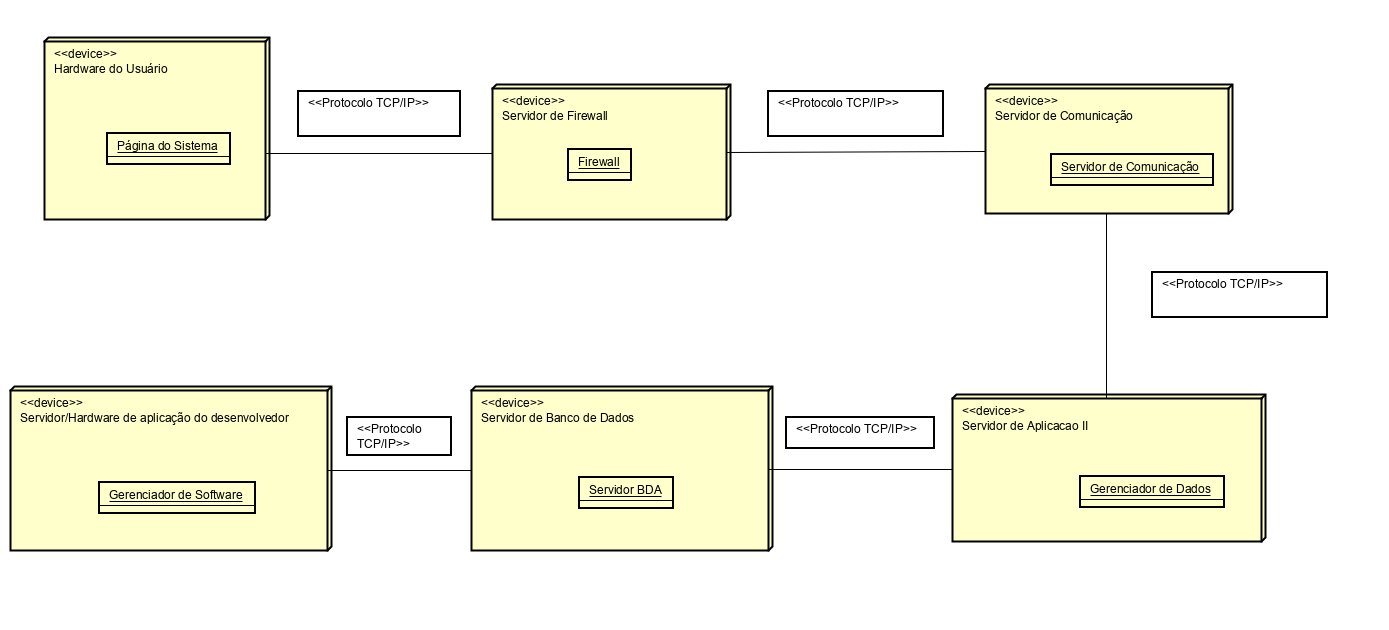 <<device>>
Hardware do Usuário
Página do Sistema
<<Protocolo TCP/IP>>
<<device>>
Servidor de Firewall
Firewall
<<Protocolo TCP/IP>>
<<device>>
Servidor de Comunicação
Servidor de Comunicação
<<Protocolo TCP/IP>>
<<device>>
Servidor/Hardware de aplicação do desenvolvedor
Gerenciador de Software
<<Protocolo
TCP/IP>>
<<device>>
Servidor de Banco de Dados
Servidor BDA
<<Protocolo TCP/IP>>
<<device>>
Servidor de Aplicacao II
Gerenciador de Dados